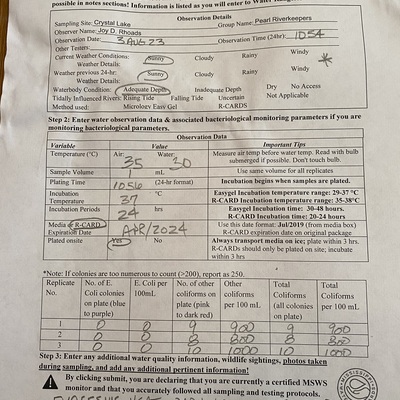 possible in notes sections! Information is listed as you will enter to Water
Observation Details
Sampling Site: Crystal Lake Group Name: Pearl Riverkeepers
Observer Name: Joy D. Rhoads
Observation Date: 3 AUG 23 Observation Time (24hr): 1054
Other Testers:
Current Weather Conditions: Sunny Cloudy Rainy Windy
Weather Details:
Weather previous 24-hr: Sunny Cloudy Rainy Windy
Weather Details:
Waterbody Condition: Adequate Depth Inadequate Depth Dry No Access
Tidally Influenced Rivers: Rising Tide Falling Tide Uncertain Not Applicable
Method used: Micrology Easy Gel R-CARDS
Step 2: Enter water observation data & associated bacteriological monitoring parameters if you are
monitoring bacteriological parameters.
Observation Data
Variable Value Important Tips
Temperature (°C) Air: 35 Water: 30 Measure air temp before water temp. Read with bulb submerged if possible. Don't touch bulb.
Sample Volume 1 mL Use same volume for all replicates
Plating Time 1056 (24-hr format) Incubation begins when samples are plated.
Incubation Temperature 37 °C Easygel Incubation temperature range: 29-37 °C
R-CARD Incubation temperature range: 35-38°C
Incubation Periods 24 hrs Easygel Incubation time: 30-48 hours.
R-CARD Incubation time: 20-24 hours
Media R-CARD Expiration Date APR/2024 Use this date format: Jul/2019 (from media box)
R-CARD expiration date on original package
Plated onsite Yes No Always transport media on ice; plate within 3 hrs.
R-CARDs should only be plated on site; incubate within 3 hrs
*Note: If colonies are too numerous to count (>200), report as 250.
Replicate No. No. of E. Coli colonies on plate (blue to purple) E. Coli per 100mL No. of other coliforms on plate (pink to dark red) Other coliforms per 100 mL Total Coliforms (all colonies on plate) Total Coliforms per 100 mL
1 0 0 9 900 9 900
2 0 0 8 800 8 800
3 0 0 10 1000 10 1000
Step 3: Enter any additional water quality information, wildlife sightings, photos taken
during sampling, and add any additional pertinent information!
By clicking submit, you are declaring that you are currently a certified MSWS
monitor and that you accurately followed all sampling and testing protocols.